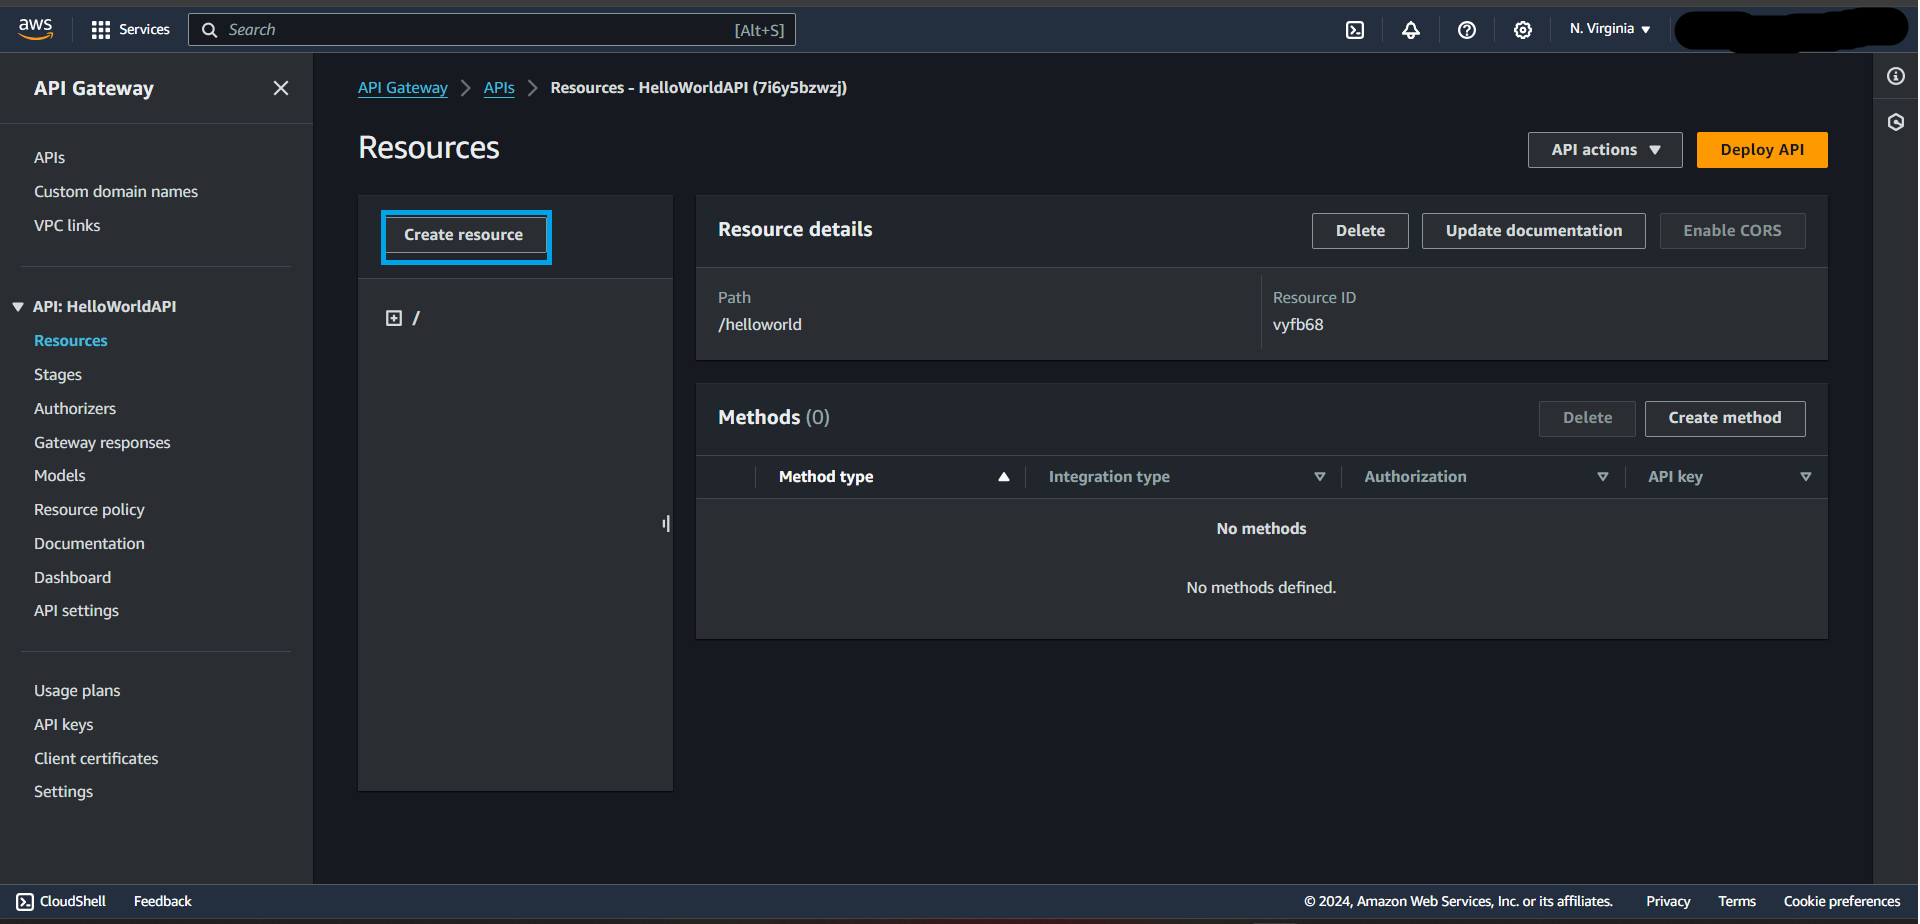 aws
Services
Search
[Alt+S]
N. Virginia
API Gateway
APIs
Custom domain names
VPC links
API: HelloWorldAPI
Resources
Stages
Authorizers
Gateway responses
Models
Resource policy
Documentation
Dashboard
API settings
Usage plans
API keys
Client certificates
Settings
API Gateway
APIs
Resources - HelloWorldAPI (7i6y5bzwzj)
Resources
API actions
Deploy API
Create resource
/
Resource details
Delete
Update documentation
Enable CORS
Path
/helloworld
Resource ID
vyfb68
Methods (0)
Delete
Create method
Method type
Integration type
Authorization
API key
No methods
No methods defined.
CloudShell
Feedback
© 2024, Amazon Web Services, Inc. or its affiliates.
Privacy
Terms
Cookie preferences